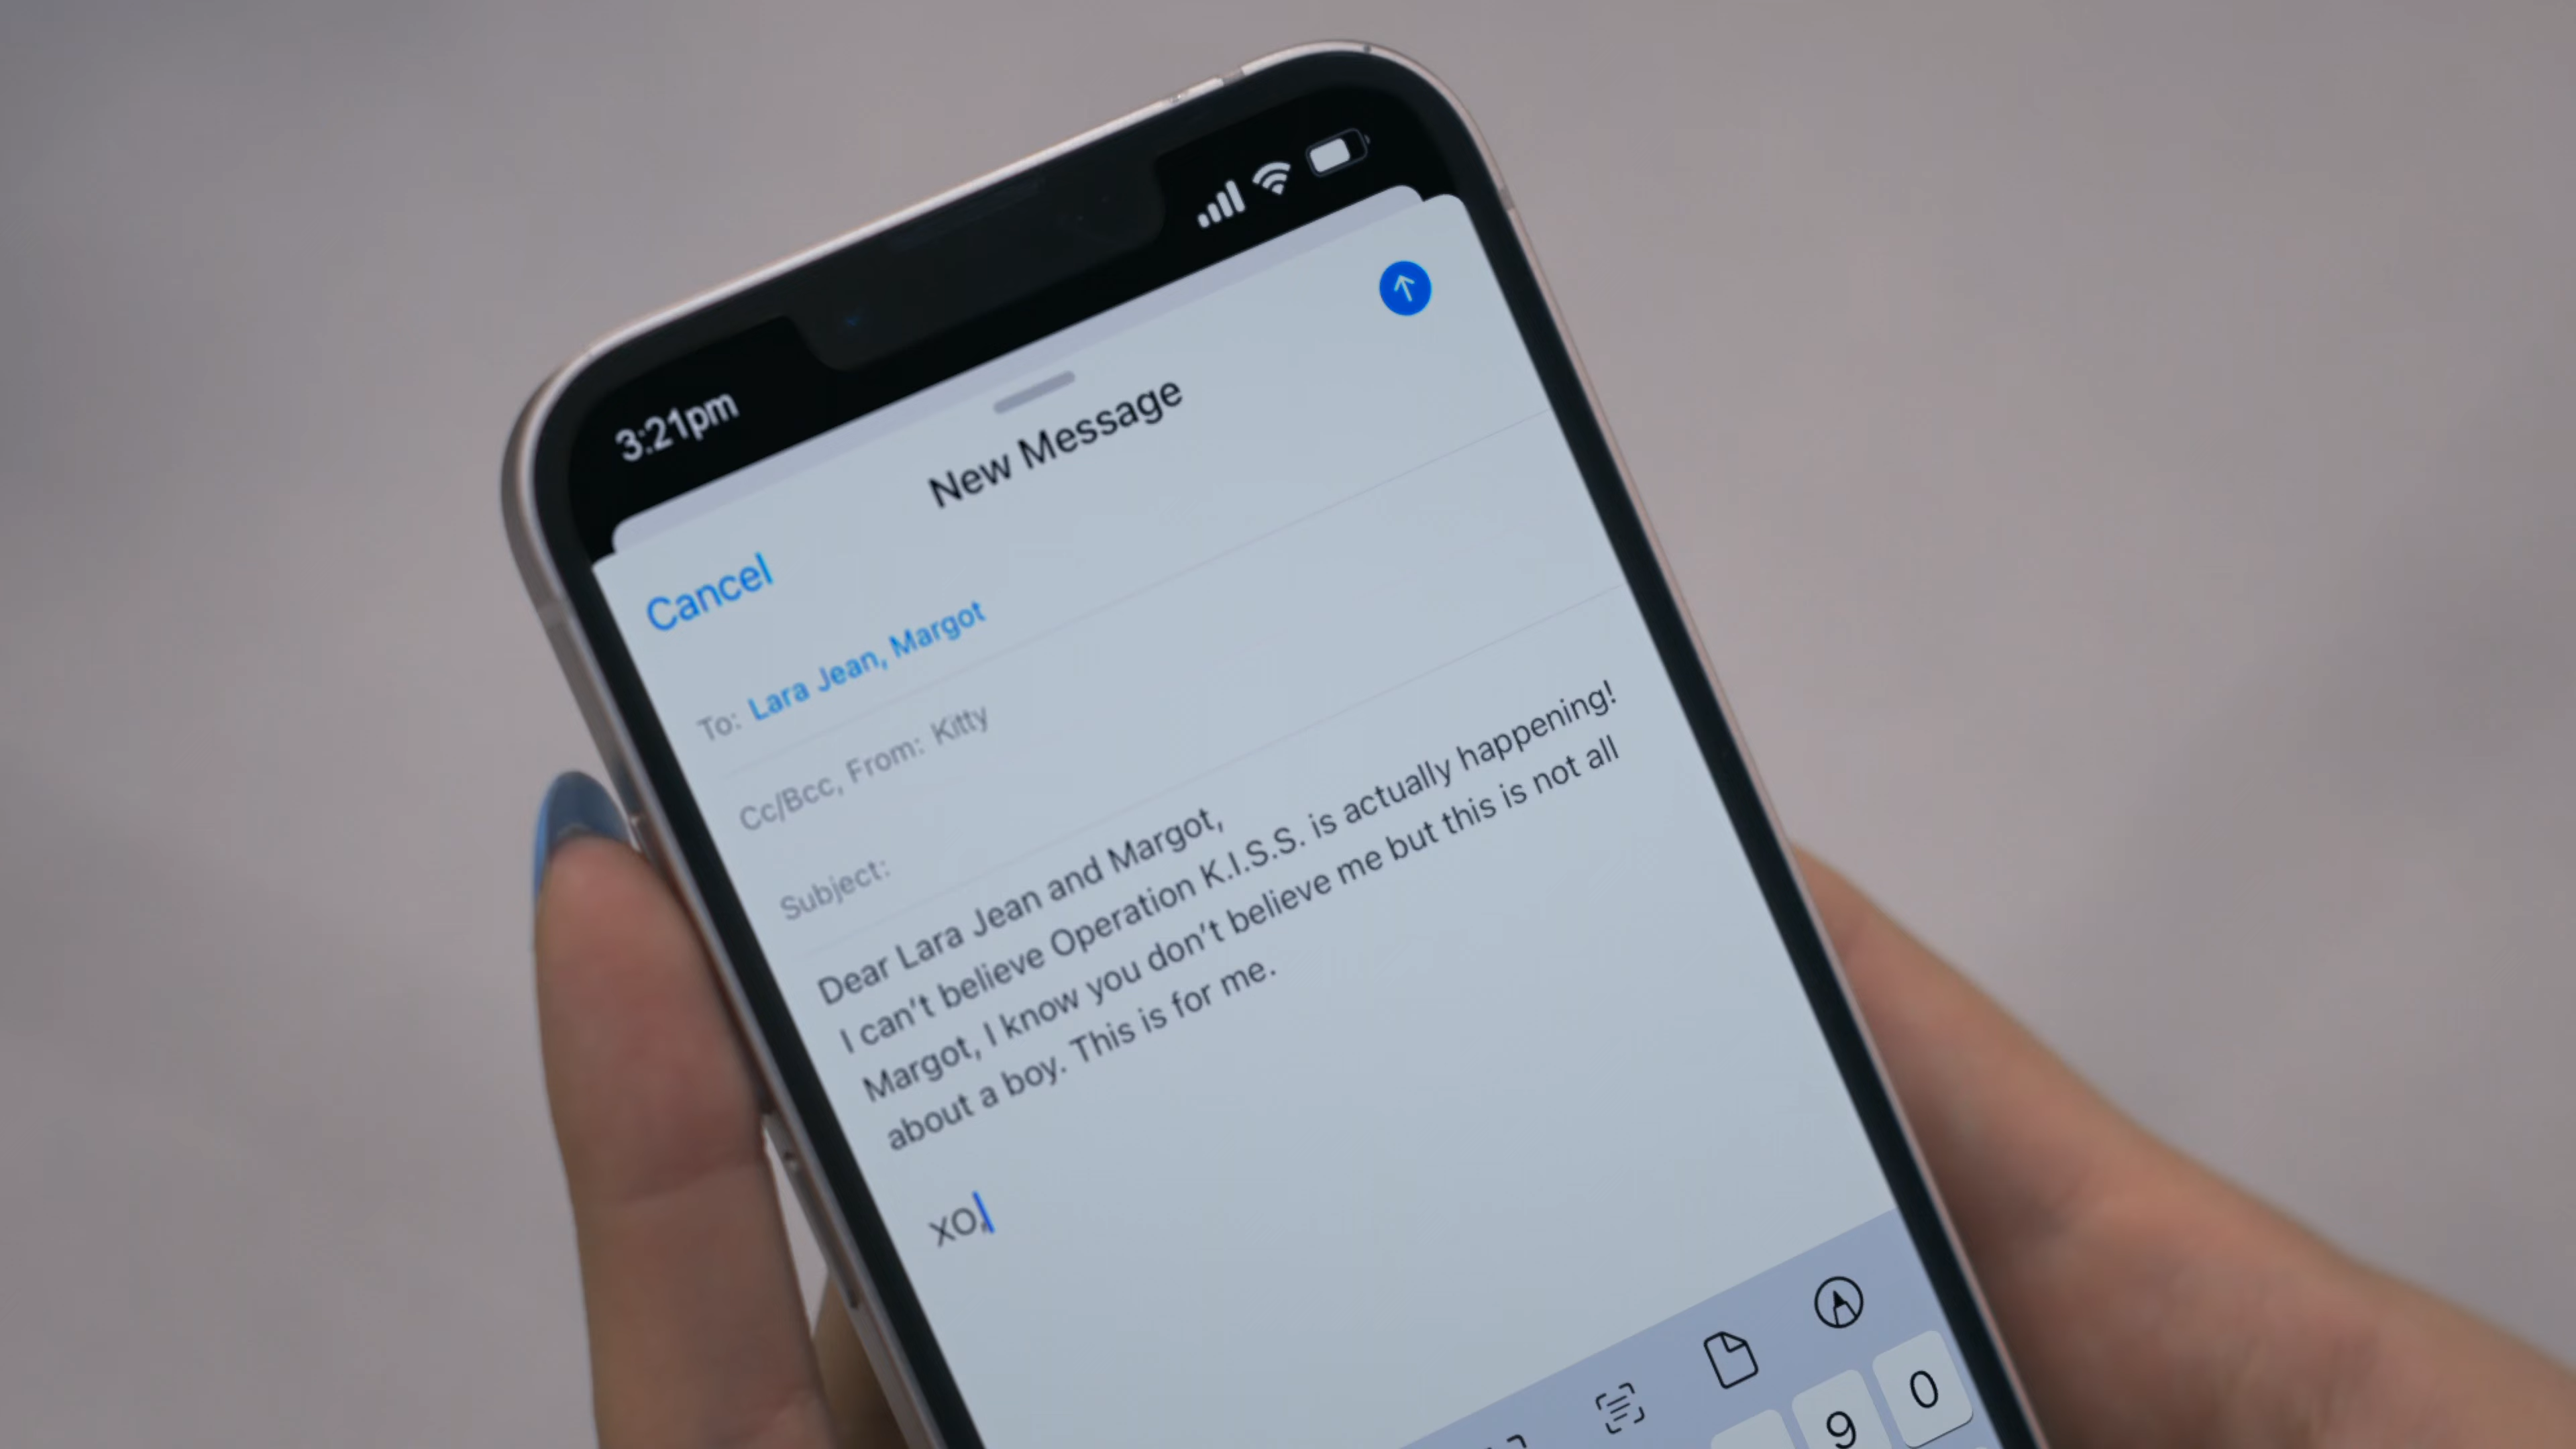 3:21pm
New Message
Cancel
To: Lara Jean, Margot
Cc/Bcc, From: Kitty
Subject:
Dear Lara Jean and Margot,
I can't believe Operation K.I.S.S. is actually happening!
Margot, I know you don't believe me but this is not all
about a boy. This is for me.
xo,
9 0